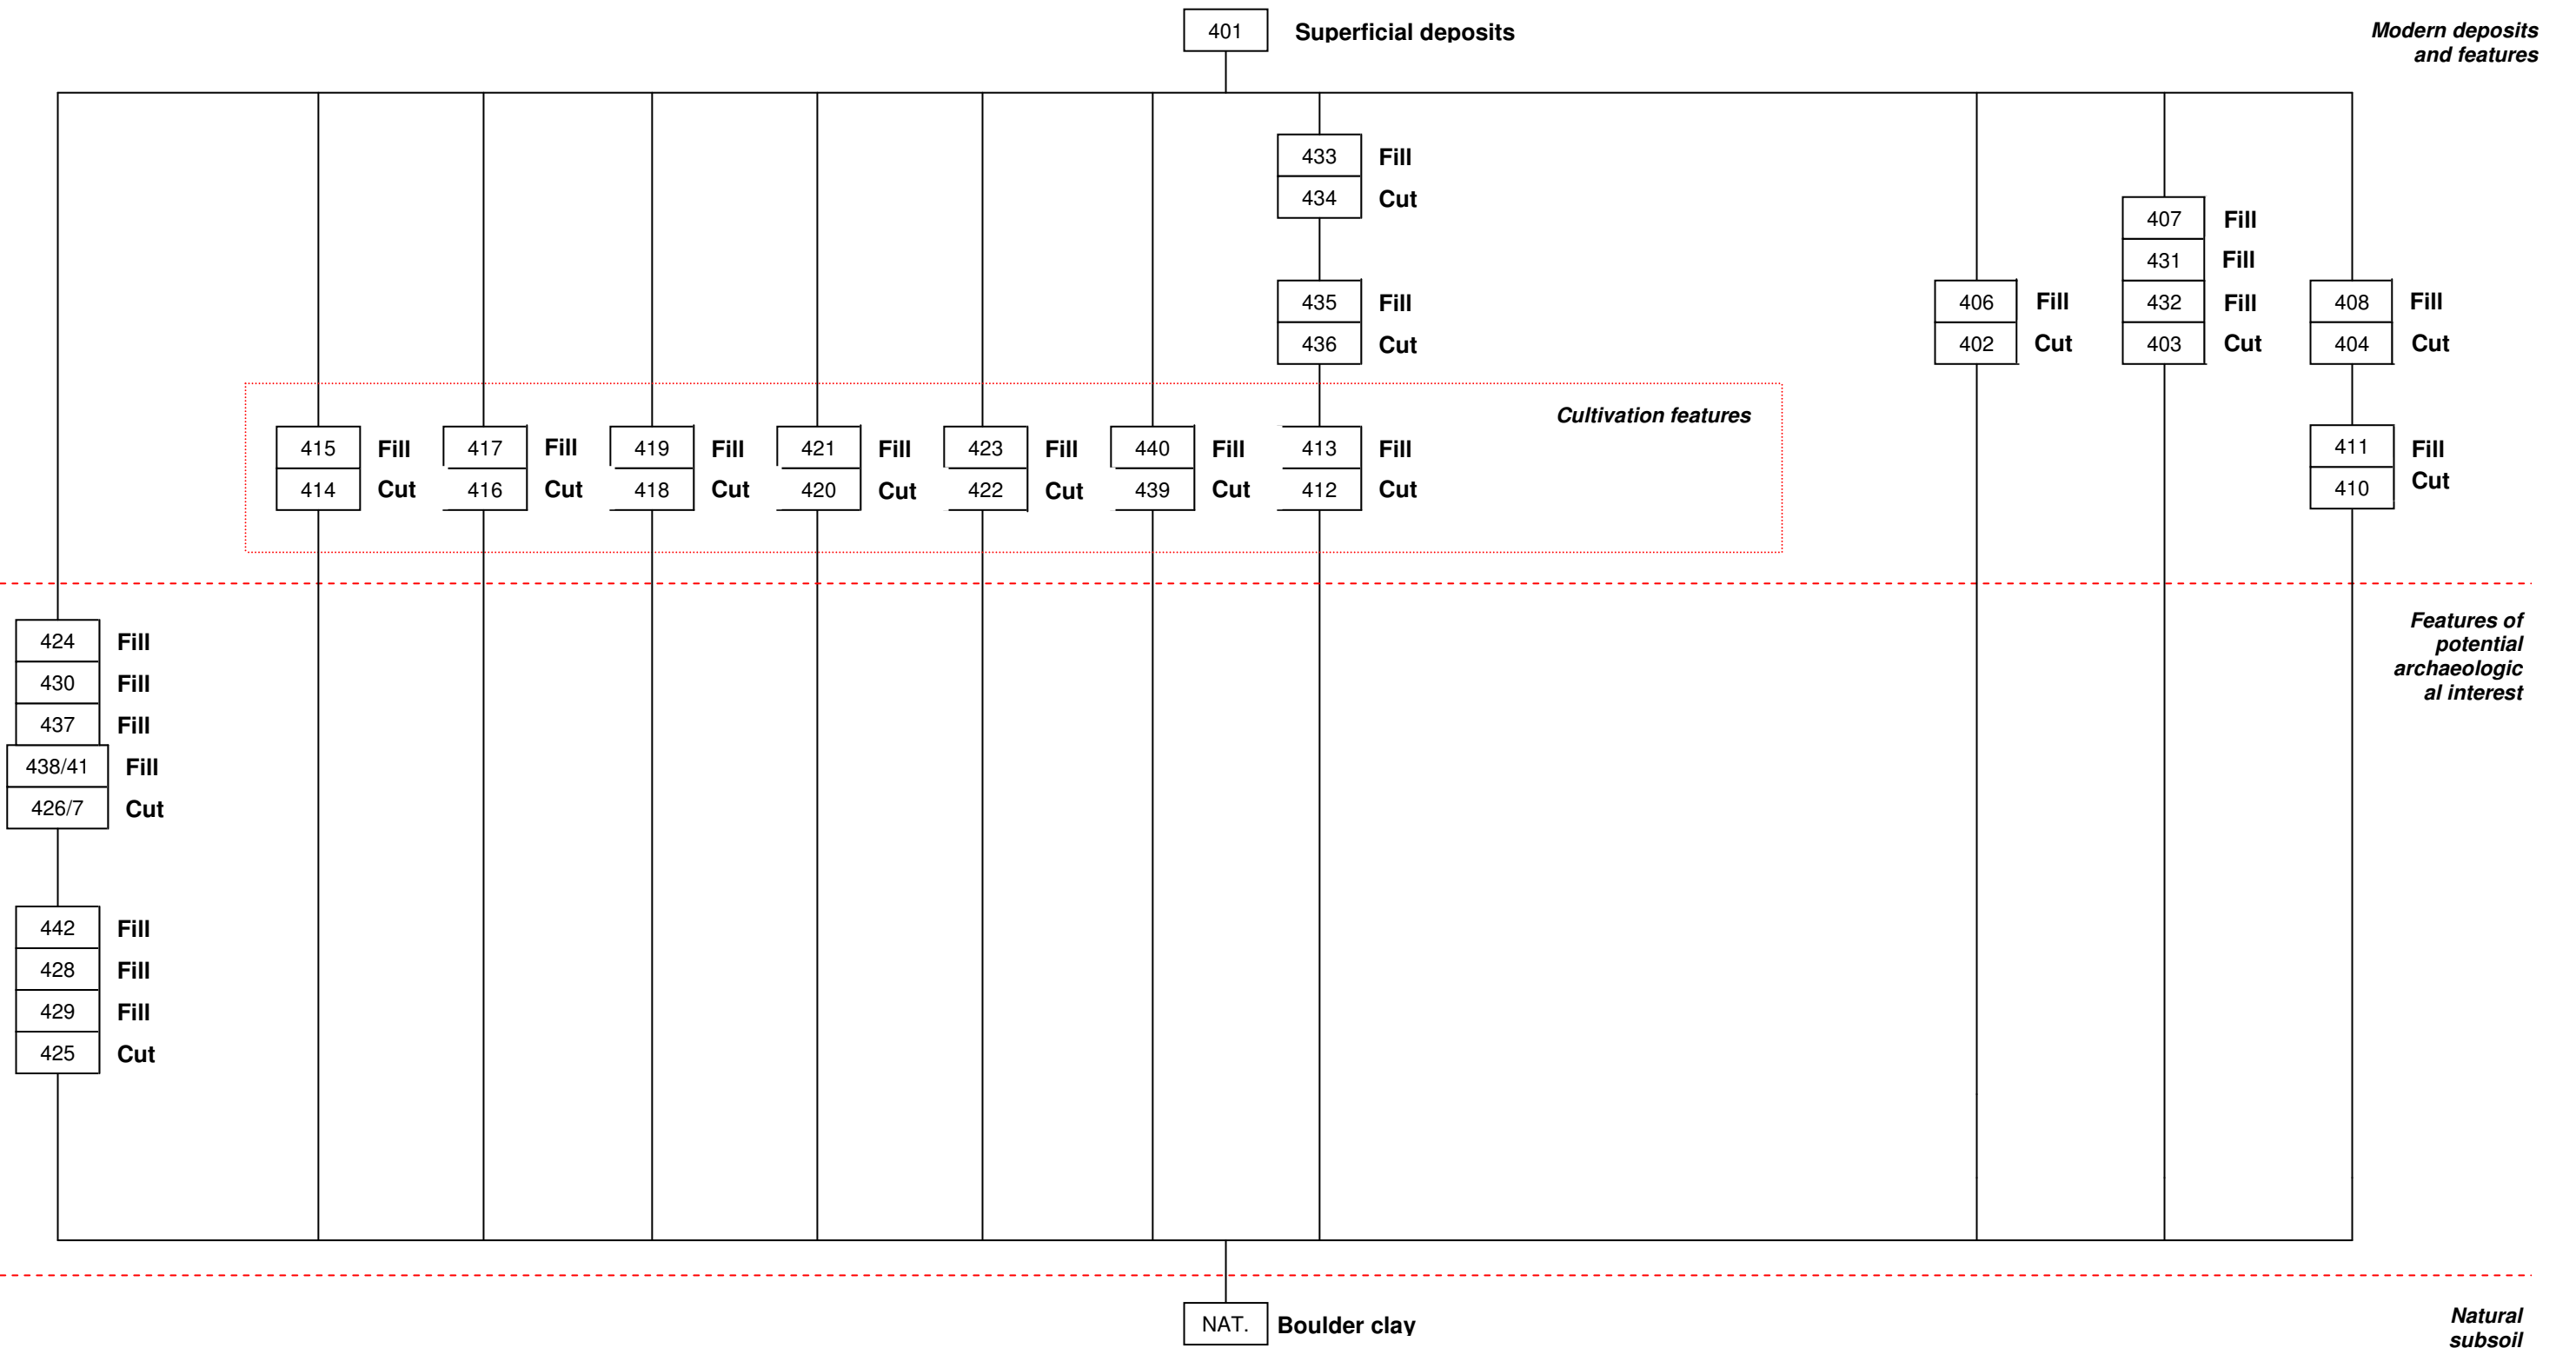 401 Superficial deposits
Modern deposits
and features
433 Fill
434 Cut
407 Fill
431 Fill
435 Fill
406 Fill
432 Fill
408 Fill
436 Cut
402 Cut
403 Cut
404 Cut
Cultivation features
415 Fill
417 Fill
419 Fill
421 Fill
423 Fill
440 Fill
413 Fill
411 Fill
414 Cut
416 Cut
418 Cut
420 Cut
422 Cut
439 Cut
412 Cut
410 Cut
Features of
potential
archaeologic
al interest
424 Fill
430 Fill
437 Fill
438/41 Fill
426/7 Cut
442 Fill
428 Fill
429 Fill
425 Cut
NAT. Boulder clay
Natural
subsoil